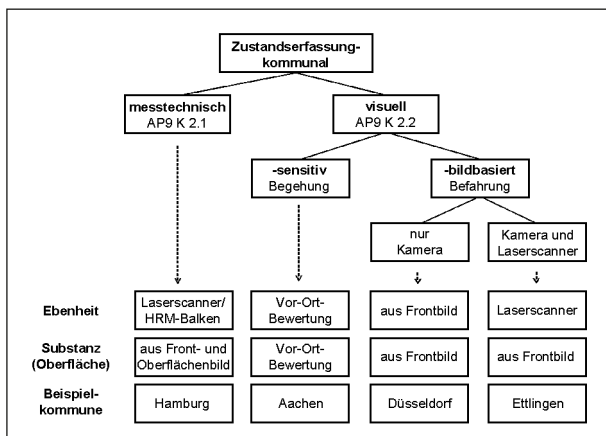 Zustandserfassung-
kommunal
messtechnisch
AP9 K 2.1
visuell
AP9 K 2.2
-sensitiv
Begehung
-bildbasiert
Befahrung
nur
Kamera
Kamera und
Laserscanner
Ebenheit
Laserscanner/
HRM-Balken
Vor-Ort-
Bewertung
aus Frontbild
Laserscanner
Substanz
(Oberfläche)
aus Front- und
Oberflächenbild
Vor-Ort-
Bewertung
aus Frontbild
aus Frontbild
Beispiel-
kommune
Hamburg
Aachen
Düsseldorf
Ettlingen